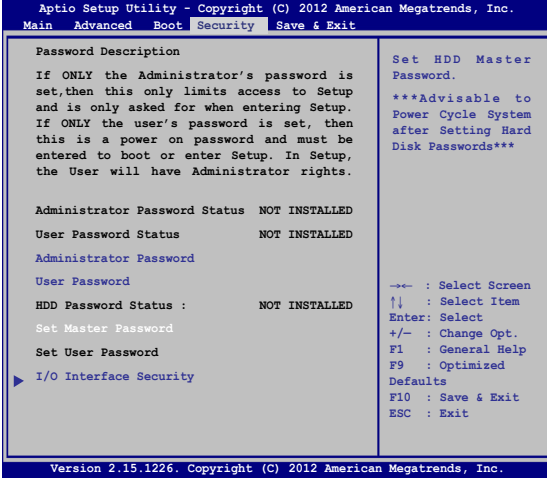 Aptio Setup Utility - Copyright (C) 2012 American Megatrends, Inc.
Main Advanced Boot Security Save & Exit
Password Description
If ONLY the Administrator's password is
set,then this only limits access to Setup
and is only asked for when entering Setup.
If ONLY the user's password is set, then
this is a power on password and must be
entered to boot or enter Setup. In Setup,
the User will have Administrator rights.
Administrator Password Status NOT INSTALLED
User Password Status NOT INSTALLED
Administrator Password
User Password
HDD Password Status : NOT INSTALLED
Set Master Password
Set User Password
I/O Interface Security
Set HDD Master
Password.
***Advisable to
Power Cycle System
after Setting Hard
Disk Passwords***
→← : Select Screen
↑↓ : Select Item
Enter: Select
+/— : Change Opt.
F1 : General Help
F9 : Optimized
Defaults
F10 : Save & Exit
ESC : Exit
Version 2.15.1226. Copyright (C) 2012 American Megatrends, Inc.